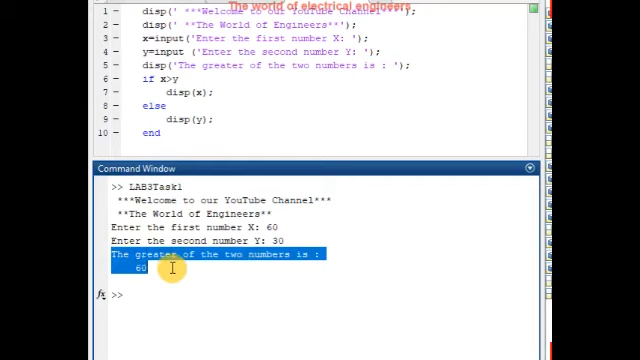 The world of electrical engineers
1 — disp(' ***Welcome to our YouTube Channel***');
2 — disp(' **The World of Engineers**');
3 — x=input('Enter the first number X: ');
4 — y=input ('Enter the second number Y: ');
5 — disp('The greater of the two numbers is : ');
6 — if x>y
7 — disp(x);
8 — else
9 — disp(y);
10 — end
Command Window
>> LAB3Task1
***Welcome to our YouTube Channel***
**The World of Engineers**
Enter the first number X: 60
Enter the second number Y: 30
The greater of the two numbers is :
60
fx >>